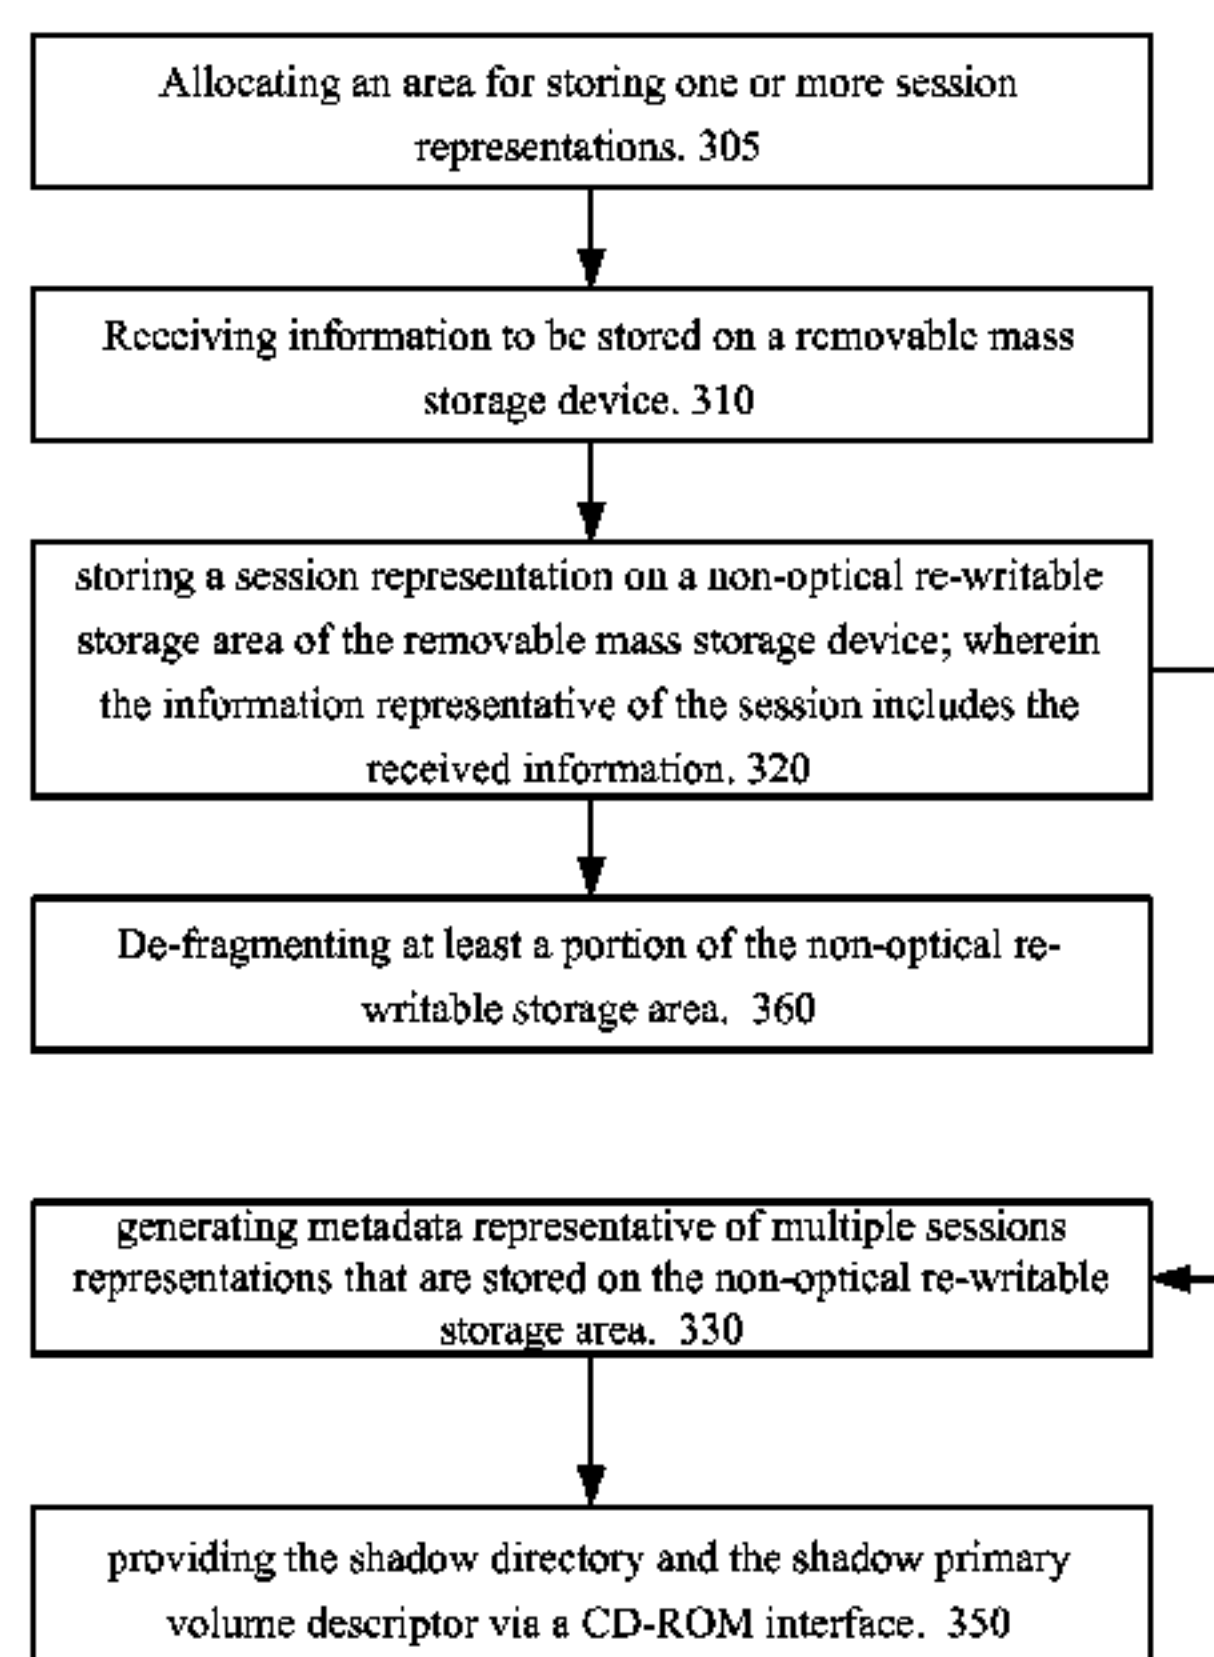 Allocating an area for storing one or more session
representations. 305
Receiving information to be stored on a removable mass
storage device. 310
storing a session representation on a non-optical re-writable
storage area of the removable mass storage device; wherein
the information representative of the session includes the
received information. 320
De-fragmenting at least a portion of the non-optical re-
writable storage area. 360
generating metadata representative of multiple sessions
representations that are stored on the non-optical re-writable
storage area. 330
providing the shadow directory and the shadow primary
volume descriptor via a CD-ROM interface. 350